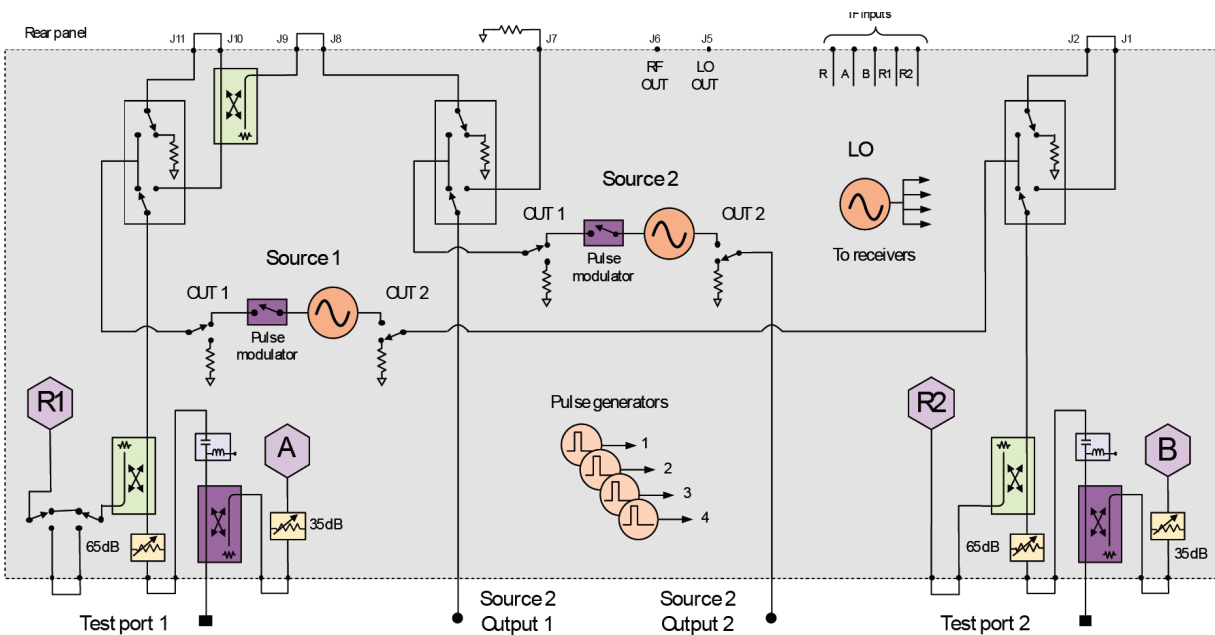 IF inputs
Rear panel
J11 J10 J9 J8 J7 J6 J5 J2 J1
RF OUT
LO OUT
R A B R1 R2
LO
To receivers
Source 2
OUT 1
OUT 2
Pulse
modulator
Source 1
OUT 1
OUT 2
Pulse
modulator
R1
A
Pulse generators
1
2
3
4
R2
B
65dB
35dB
65dB
35dB
Test port 1
Source 2
Output 1
Source 2
Output 2
Test port 2